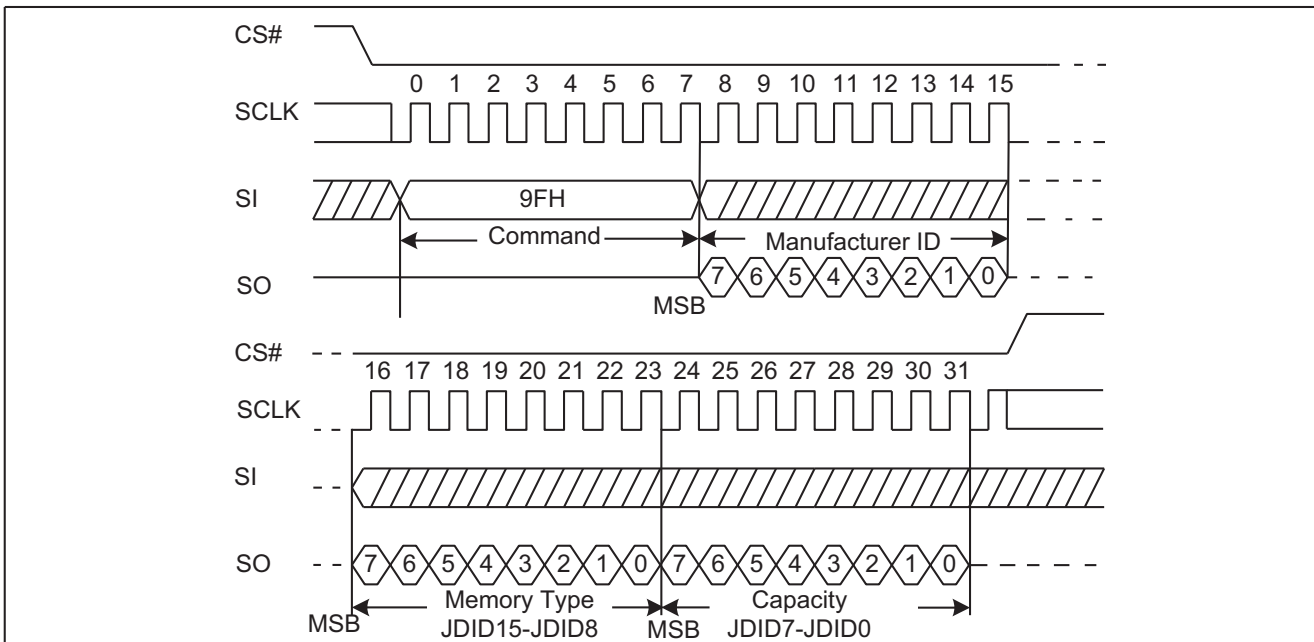 CS#
0 1 2 3 4 5 6 7 8 9 10 11 12 13 14 15
SCLK
SI 9FH
Command Manufacturer ID
SO 7 6 5 4 3 2 1 0
MSB
CS#
16 17 18 19 20 21 22 23 24 25 26 27 28 29 30 31
SCLK
SI
SO 7 6 5 4 3 2 1 0 7 6 5 4 3 2 1 0
Memory Type Capacity
MSB JDID15-JDID8 MSB JDID7-JDID0